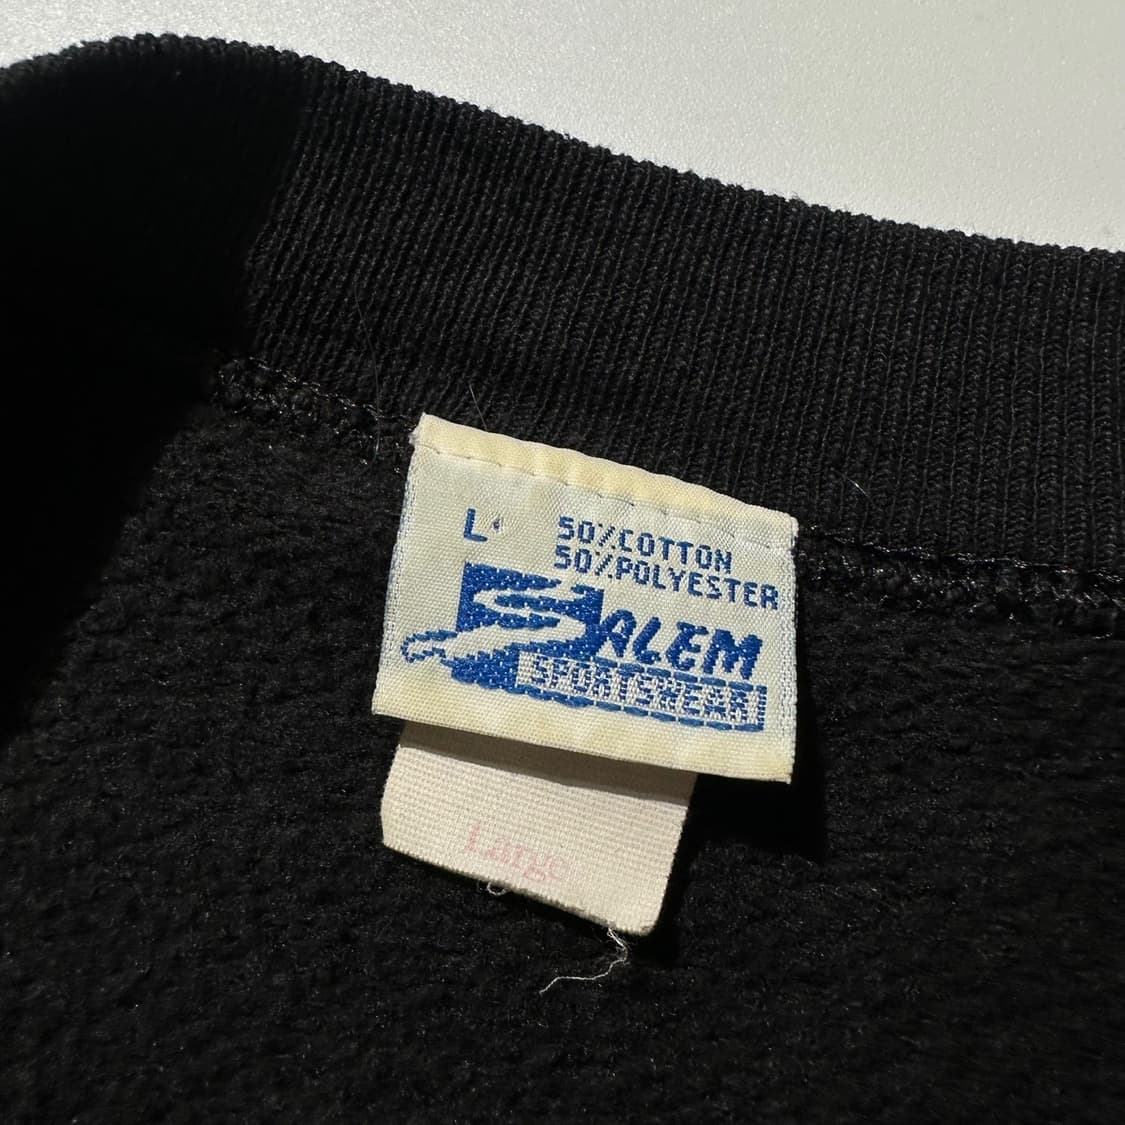 L
50%COTTON
50%POLYESTER
SALEM
SPORTSWEAR
Large